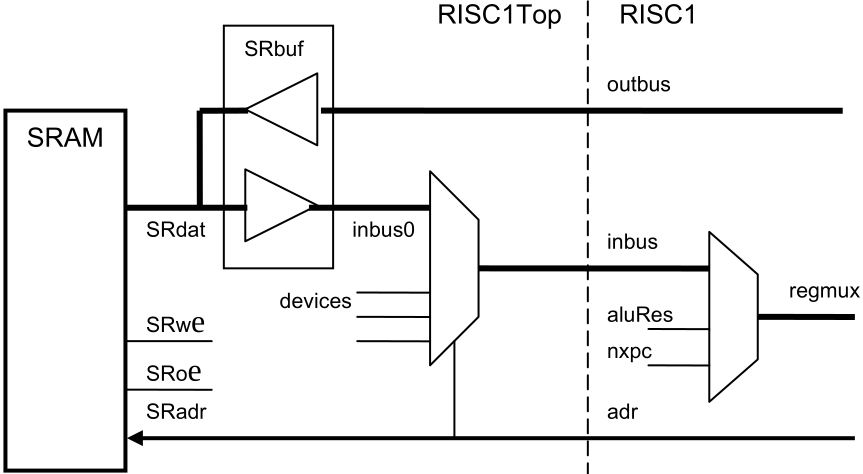 RISC1Top
RISC1
SRbuf
outbus
SRAM
SRdat
inbus0
inbus
devices
regmux
aluRes
SRwe
nxpc
SRoe
SRadr
adr